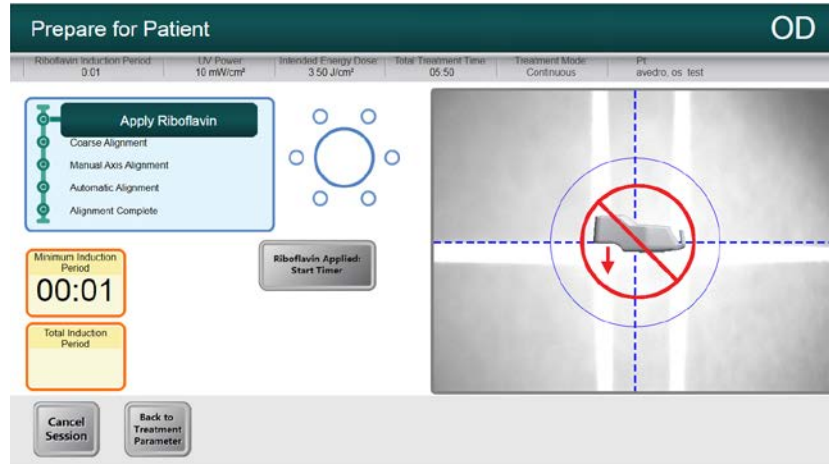 Prepare for Patient
OD
Riboflavin Induction Period
0:01
UV Power
10 mW/cm²
Intended Energy Dose
3.50 J/cm²
Total Treatment Time
05:50
Treatment Mode
Continuous
Pt
avedro, os test
Apply Riboflavin
Coarse Alignment
Manual Axis Alignment
Automatic Alignment
Alignment Complete
Minimum Induction
Period
00:01
Riboflavin Applied:
Start Timer
Total Induction
Period
Cancel
Session
Back to
Treatment
Parameter